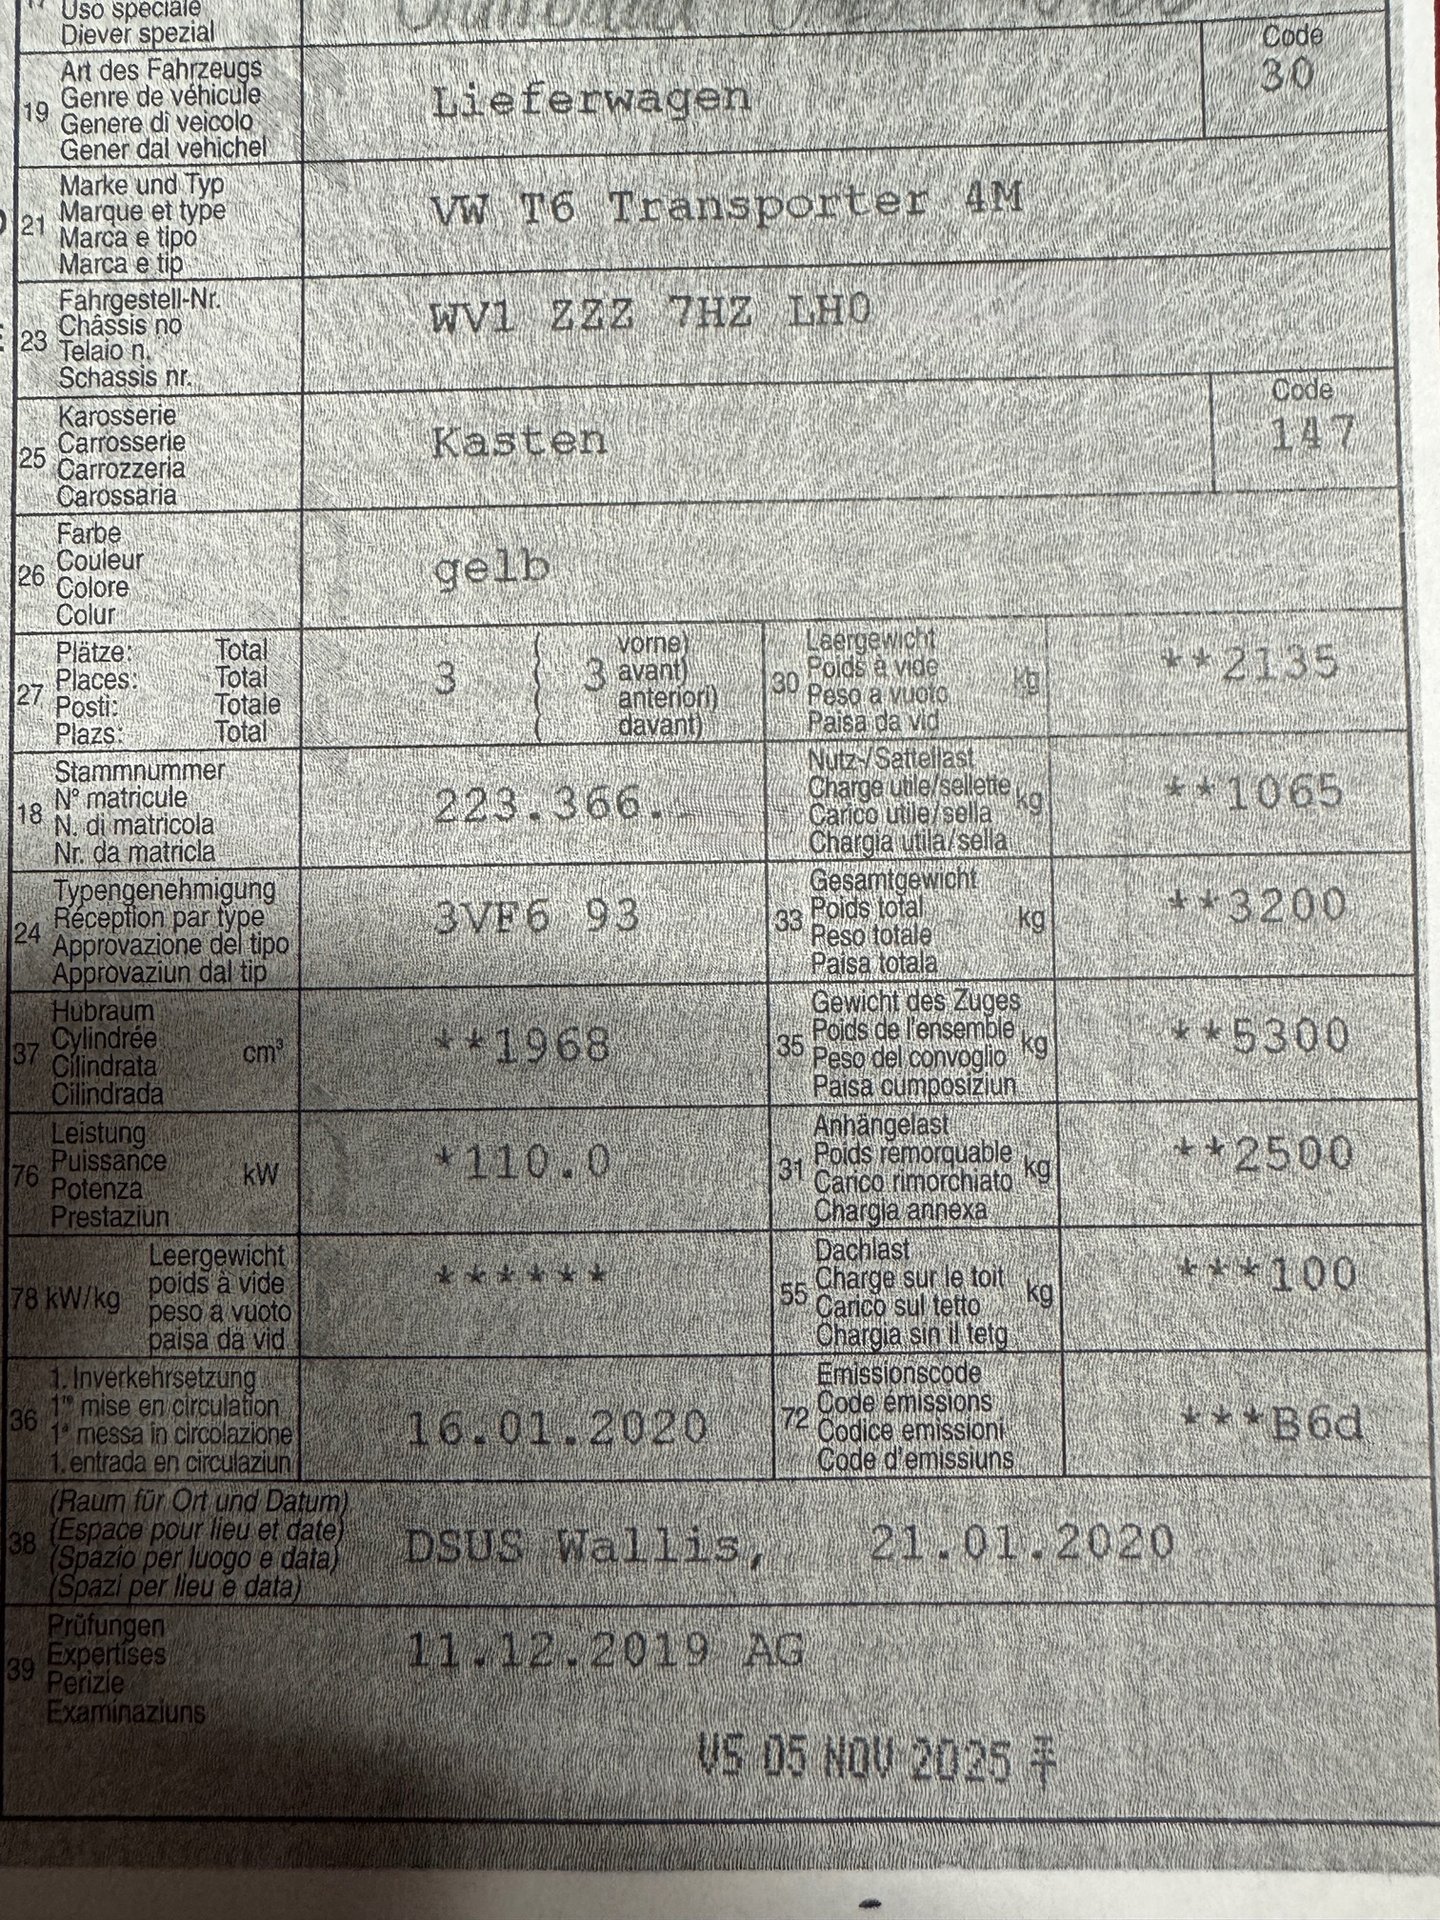 17 Uso speciale
Diever spezial
Art des Fahrzeugs
19 Genre de véhicule
Genere di veicolo
Gener dal vehichel
Lieferwagen
Code
30
Marke und Typ
21 Marque et type
Marca e tipo
Marca e tip
VW T6 Transporter 4M
Fahrgestell-Nr.
23 Châssis no
Telaio n.
Schassis nr.
WV1 ZZZ 7HZ LH0
Karosserie
25 Carrosserie
Carrozzeria
Carossaria
Kasten
Code
147
Farbe
26 Couleur
Colore
Colur
gelb
27 Plätze: Total
Places: Total
Posti: Totale
Plazs: Total
3 ( 3 vorne)
avant)
anteriori)
davant)
30 Leergewicht
Poids à vide
Peso a vuoto
Paisa da vid
kg
**2135
18 Stammnummer
N° matricule
N. di matricola
Nr. da matricla
223.366.
Nutz-/Sattellast
Charge utile/sellette kg
Carico utile/sella
Chargia utila/sella
**1065
24 Typengenehmigung
Réception par type
Approvazione del tipo
Approvaziun dal tip
3VF6 93
33 Gesamtgewicht
Poids total
Peso totale
Paisa totala
kg
**3200
37 Hubraum
Cylindrée
Cilindrata
Cilindrada
cm³
**1968
35 Gewicht des Zuges
Poids de l'ensemble
Peso del convoglio
Paisa cumposiziun
kg
**5300
76 Leistung
Puissance
Potenza
Prestaziun
kW
*110.0
31 Anhängelast
Poids remorquable
Carico rimorchiato
Chargia annexa
kg
**2500
78 kW/kg
Leergewicht
poids à vide
peso a vuoto
paisa da vid
******
55 Dachlast
Charge sur le toit
Carico sul tetto
Chargia sin il tetg
kg
***100
36 1. Inverkehrsetzung
1re mise en circulation
1a messa in circolazione
1. entrada en circulaziun
16.01.2020
72 Emissionscode
Code émissions
Codice emissioni
Code d'emissiuns
***B6d
38 (Raum für Ort und Datum)
(Espace pour lieu et date)
(Spazio per luogo e data)
(Spazi per lieu e data)
DSUS Wallis, 21.01.2020
39 Prüfungen
Expertises
Perizie
Examinaziuns
11.12.2019 AG
VS 05 NOV 2025